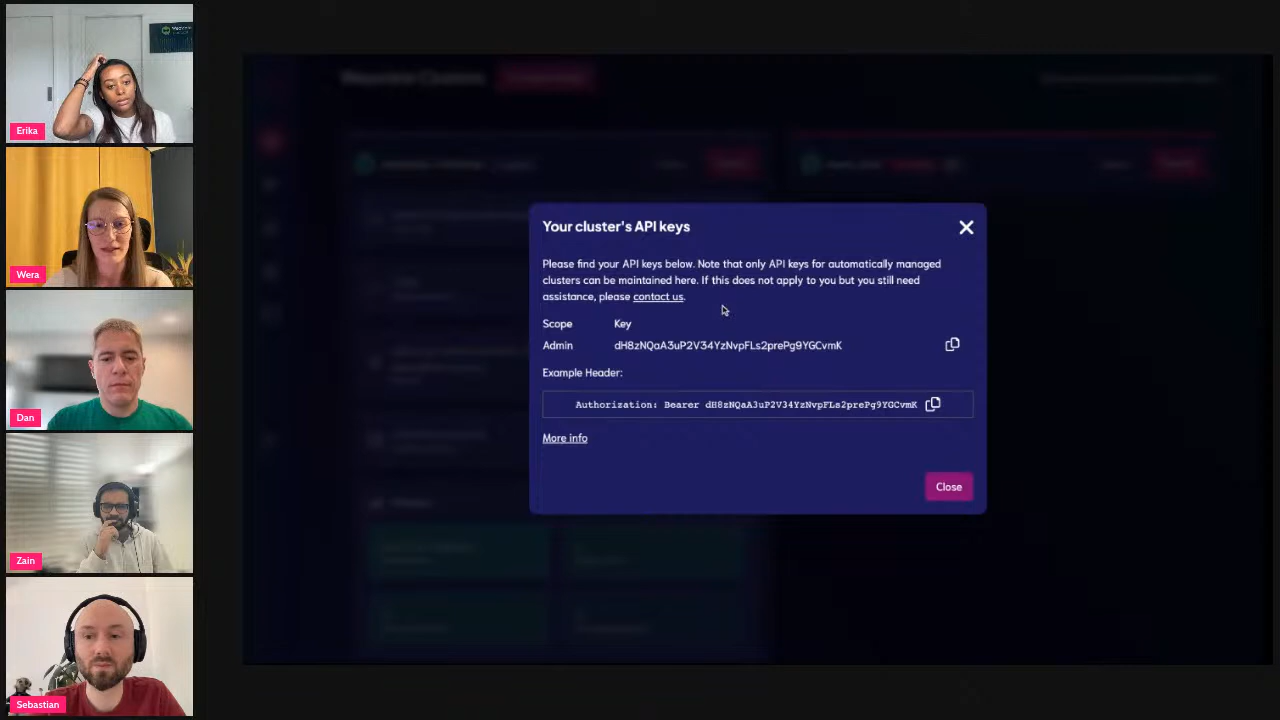 Erika
Wera
Dan
Zain
Sebastian
Your cluster's API keys
Please find your API keys below. Note that only API keys for automatically managed
clusters can be maintained here. If this does not apply to you but you still need
assistance, please contact us.
Scope Key
Admin dH8zNQaA3uP2V34YzNvpFLs2prePg9YGCvmK
Example Header:
Authorization: Bearer dH8zNQaA3uP2V34YzNvpFLs2prePg9YGCvmK
More info
Close